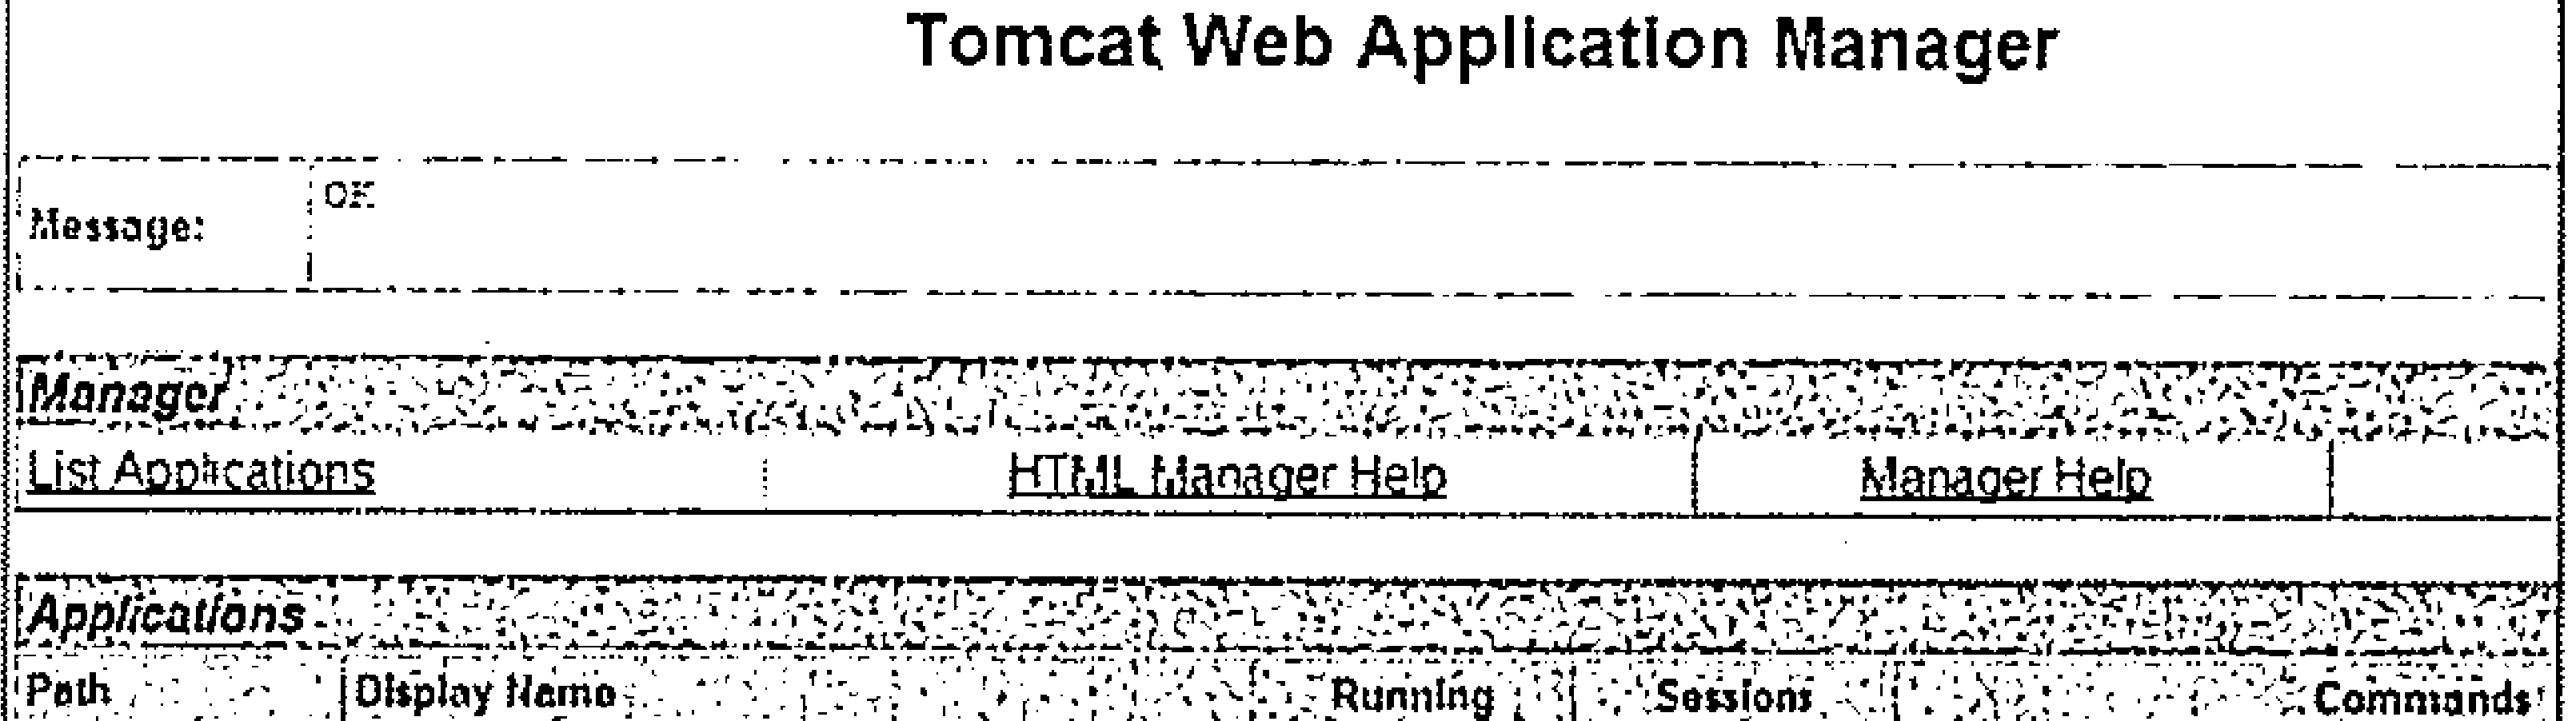 Tomcat Web Application Manager
OK
Message:
Manager
List Applications HTML Manager Help Manager Help
Applications
Path Display Name Running Sessions Commands